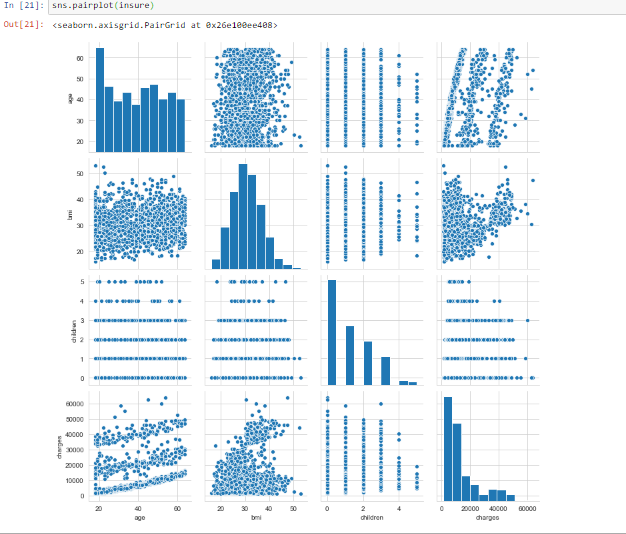 In [21]: sns.pairplot(insure)
Out[21]: <seaborn.axisgrid.PairGrid at 0x26e100ee408>
60
50
40
30
20
age
50
40
30
20
bmi
5
4
3
2
1
0
children
60000
50000
40000
30000
20000
10000
0
charges
20 40 60
20 30 40 50
0 2 4
0 20000 40000 60000
age bmi children charges